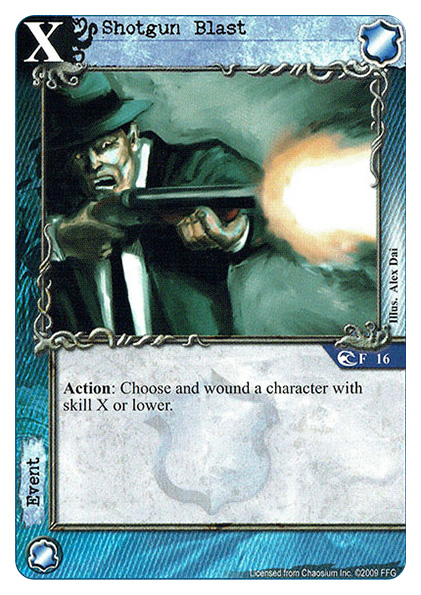 X
Shotgun Blast
Illus. Alex Dai
F 16
Action: Choose and wound a character with
skill X or lower.
Event
Licensed from Chaosium Inc. ©2009 FFG